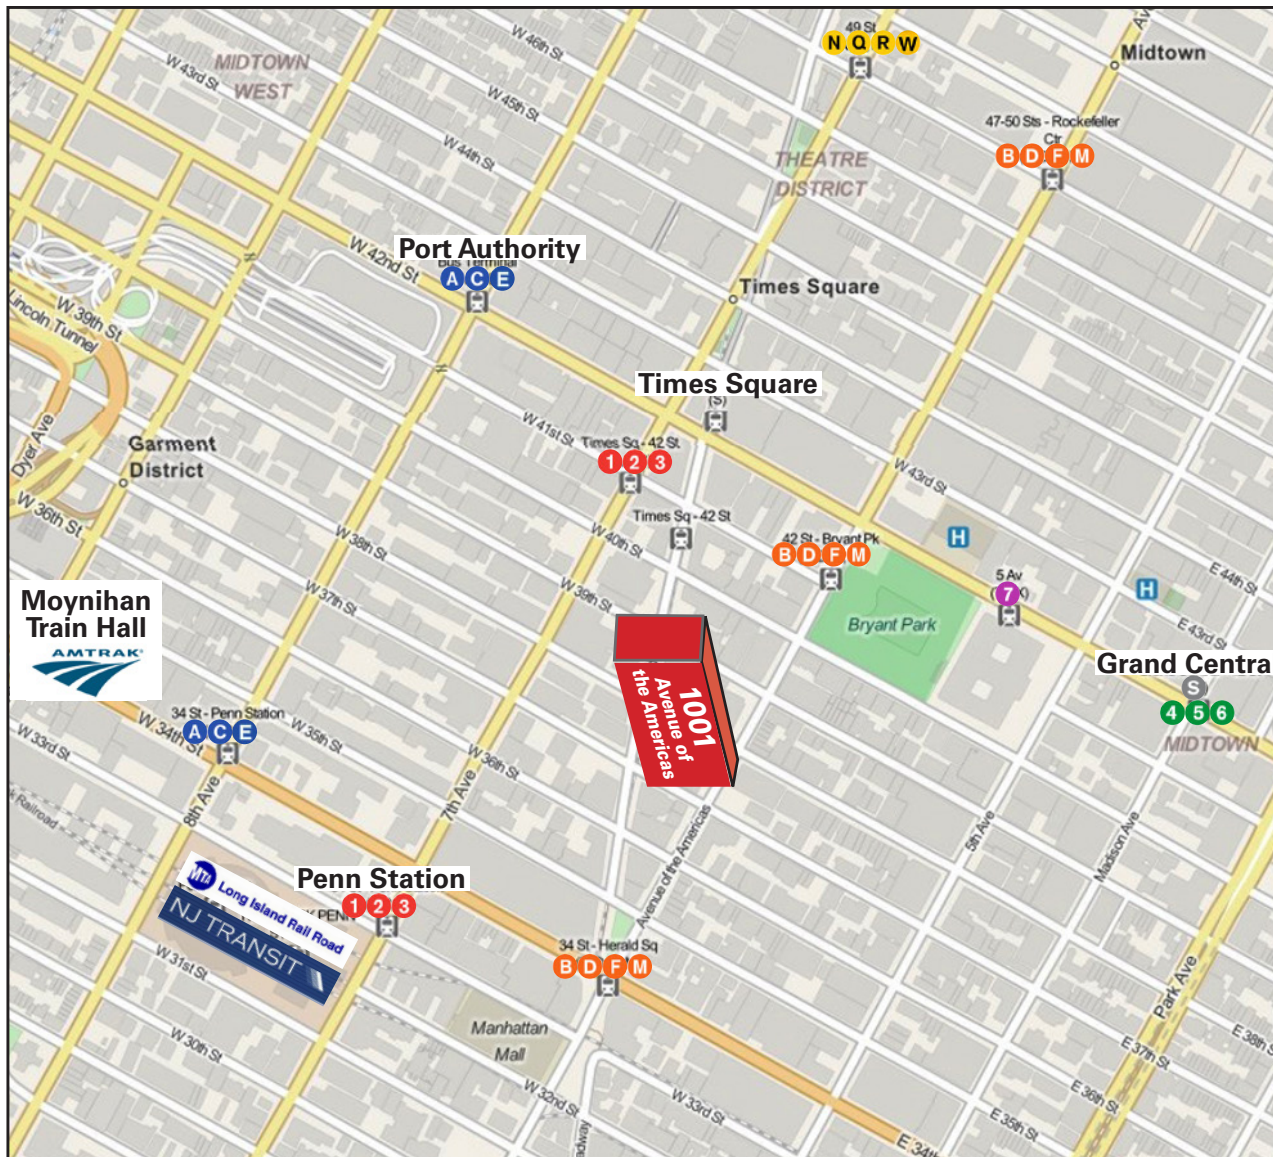 W 46th St
49 St
N Q R W
Midtown
MIDTOWN
WEST
W 43rd St
W 45th St
47-50 Sts - Rockefeller
Ctr
B D F M
W 44th St
THEATRE
DISTRICT
Port Authority
Bus Terminal
A C E
W 42nd St
Times Square
W 39th St
Lincoln Tunnel
Times Square
(S)
W 41st St
Times Sq - 42 St
1 2 3
Garment
District
Dyer Ave
W 43rd St
W 36th St
Times Sq - 42 St
W 38th St
W 40th St
42 St - Bryant Pk
B D F M
H
5 Av
7
E 44th St
H
Moynihan
Train Hall
AMTRAK
W 37th St
W 39th St
Bryant Park
E 43rd St
1001
Avenue of
the Americas
Grand Centra
S
4 5 6
MIDTOWN
34 St - Penn Station
A C E
W 34th St
W 33rd St
W 35th St
W 36th St
8th Ave
7th Ave
Railroad
Avenue of the Americas
5th Ave
Madison Ave
Penn Station
1 2 3
PENN
MTA Long Island Rail Road
NJ TRANSIT
W 31st St
34 St - Herald Sq
B D F M
Park Ave
Manhattan
Mall
W 30th St
W 32nd St
W 33rd St
E 38th S
E 37th St
E 36th St
E 35th St
E 34th
adway